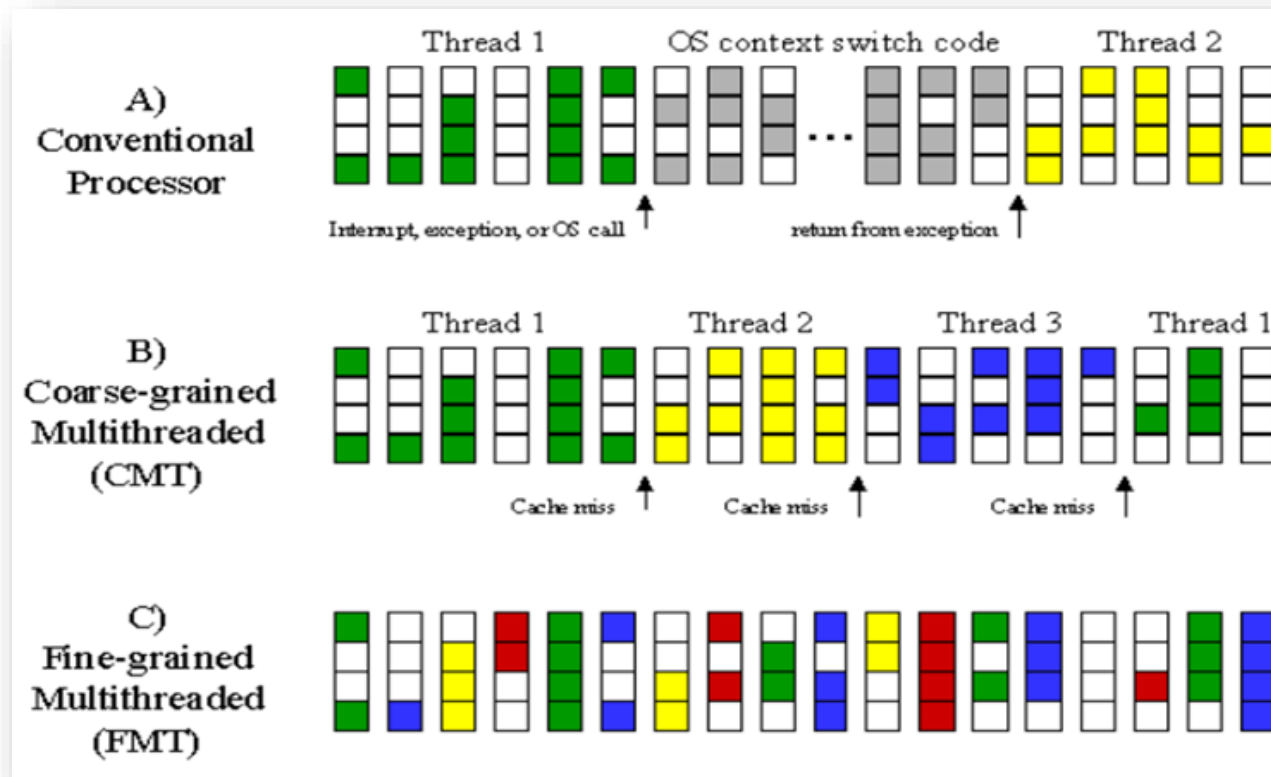 Thread 1 OS context switch code Thread 2
A)
Conventional
Processor
...
Interrupt, exception, or OS call return from exception
Thread 1 Thread 2 Thread 3 Thread 1
B)
Coarse-grained
Multithreaded
(CMT)
Cache miss Cache miss Cache miss
C)
Fine-grained
Multithreaded
(FMT)